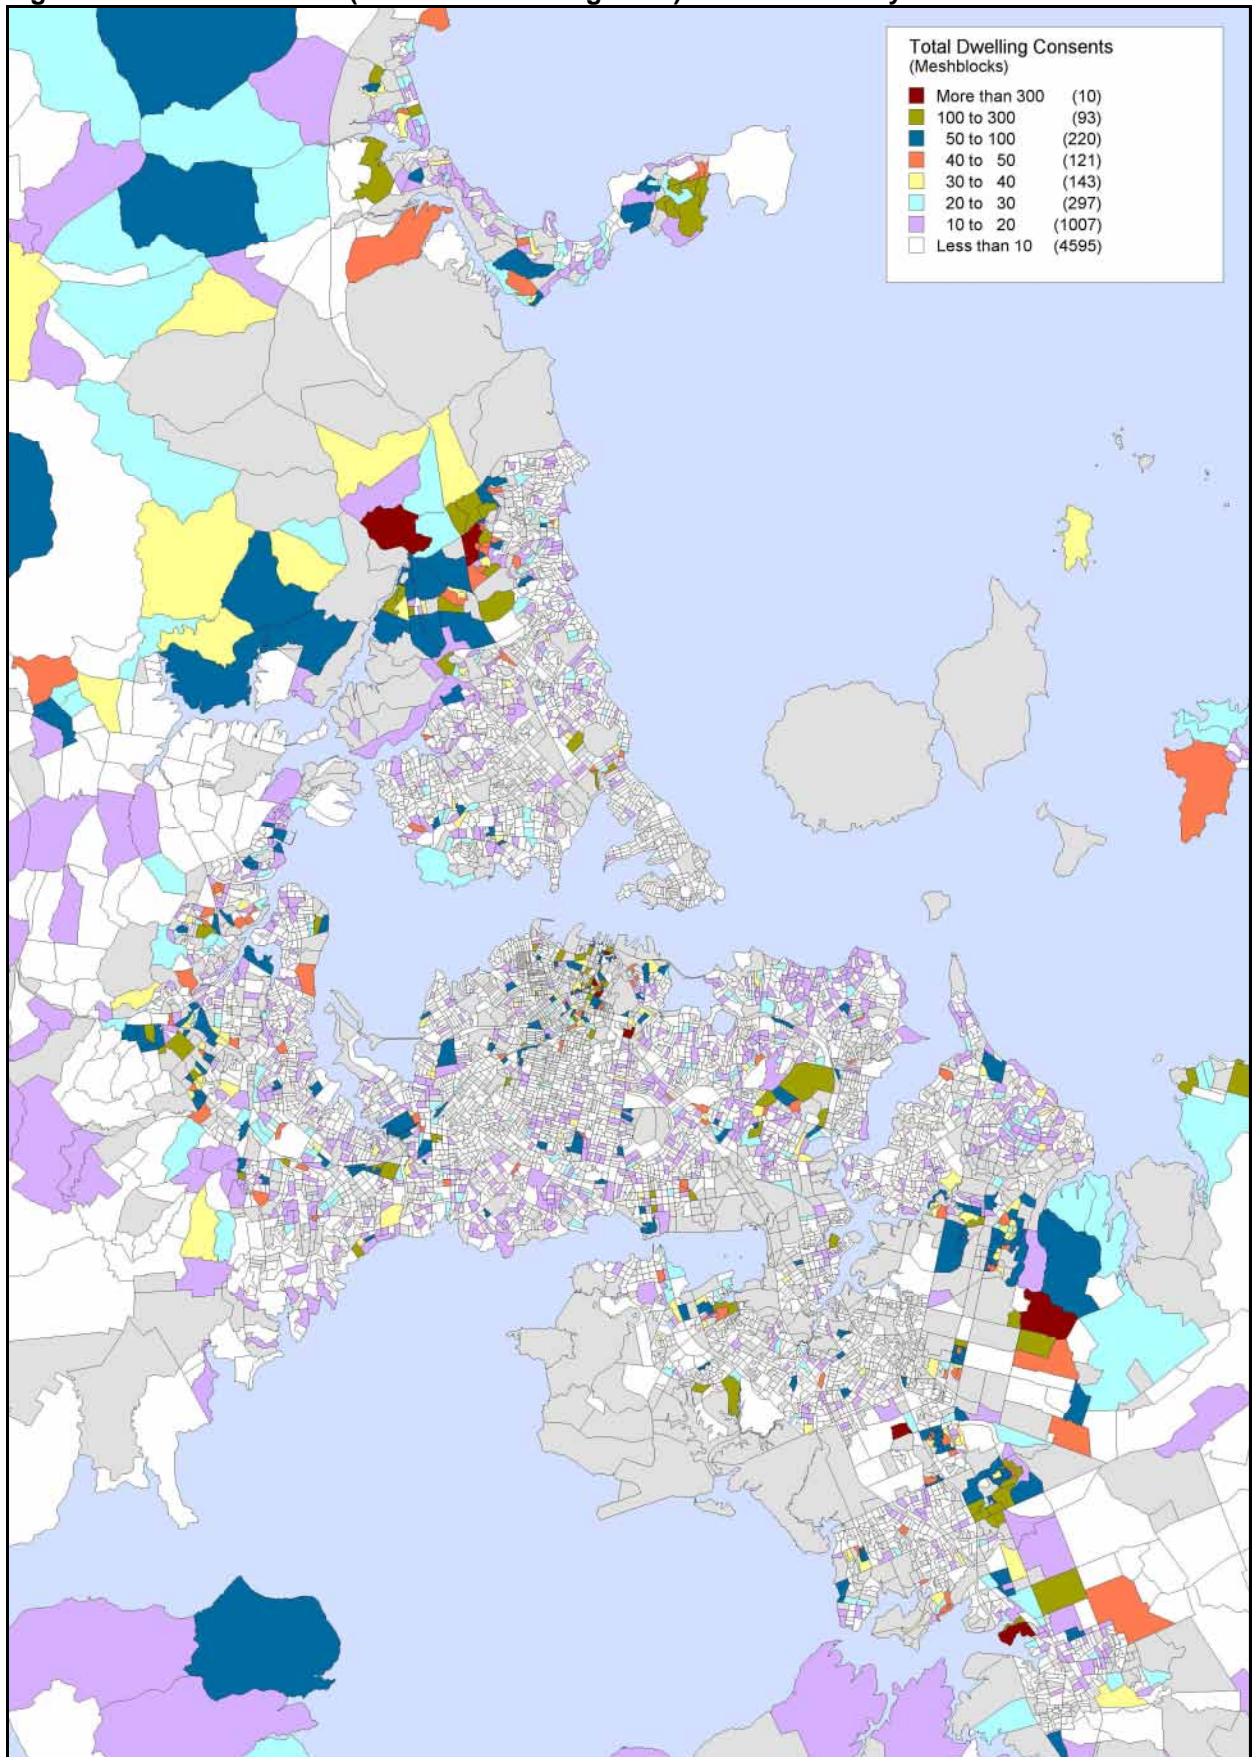 Total Dwelling Consents
(Meshblocks)
More than 300 (10)
100 to 300 (93)
50 to 100 (220)
40 to 50 (121)
30 to 40 (143)
20 to 30 (297)
10 to 20 (1007)
Less than 10 (4595)